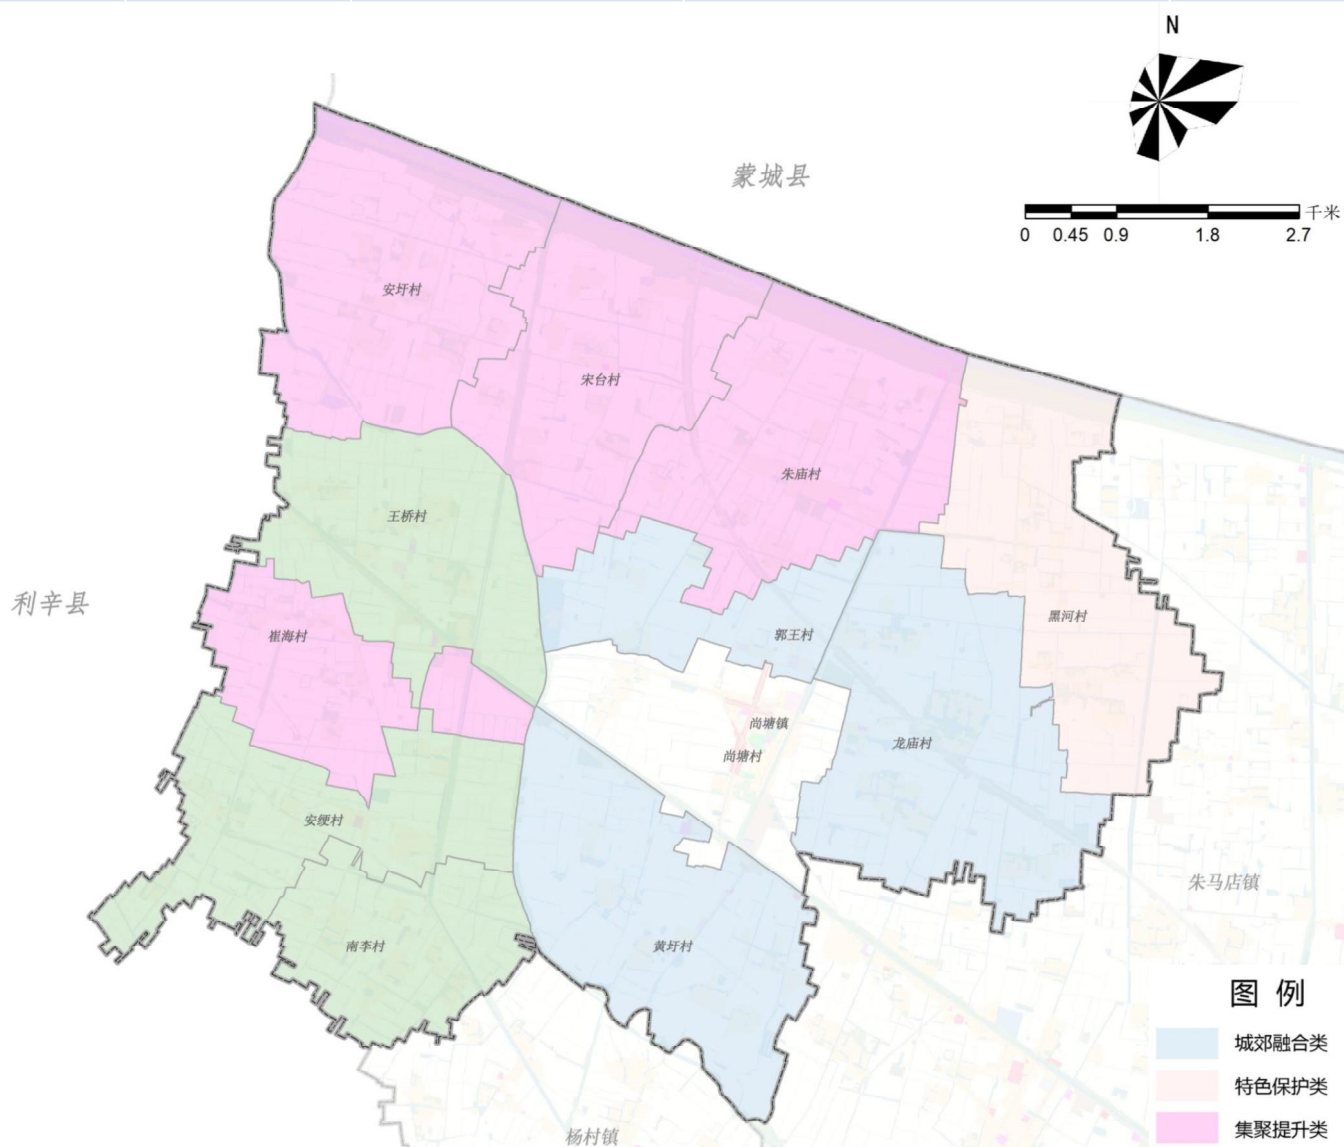 N
蒙城县
千米
0 0.45 0.9 1.8 2.7
安圩村
宋台村
朱庙村
王桥村
利辛县
崔海村
郭王村
黑河村
尚塘镇
尚塘村
龙庙村
安绠村
朱马店镇
南李村
黄圩村
杨村镇
图 例
城郊融合类
特色保护类
集聚提升类